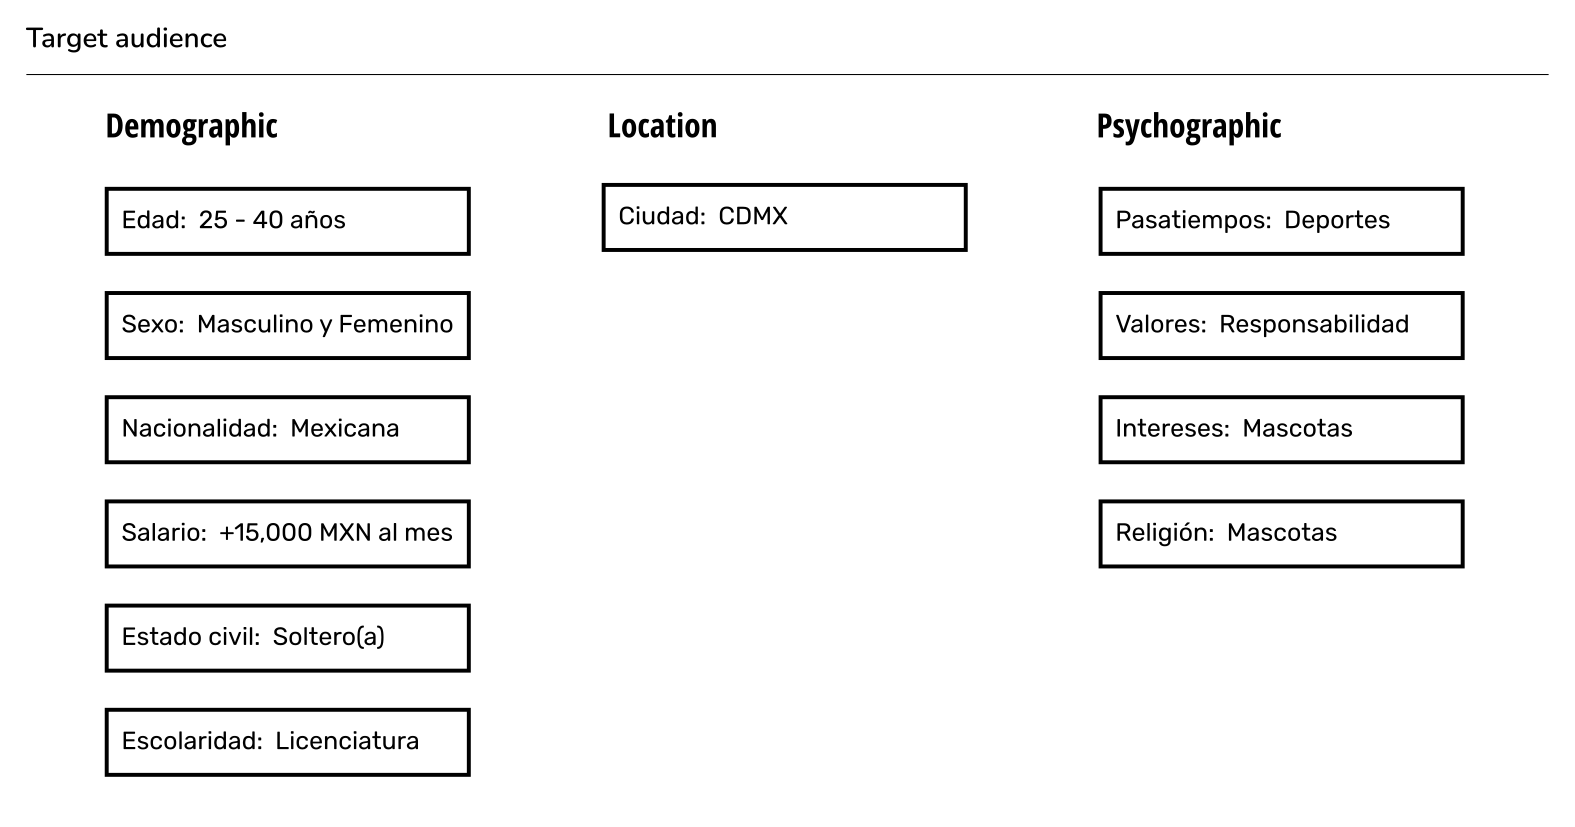 Target audience
Demographic
Edad: 25 - 40 años
Sexo: Masculino y Femenino
Nacionalidad: Mexicana
Salario: +15,000 MXN al mes
Estado civil: Soltero(a)
Escolaridad: Licenciatura
Location
Ciudad: CDMX
Psychographic
Pasatiempos: Deportes
Valores: Responsabilidad
Intereses: Mascotas
Religión: Mascotas